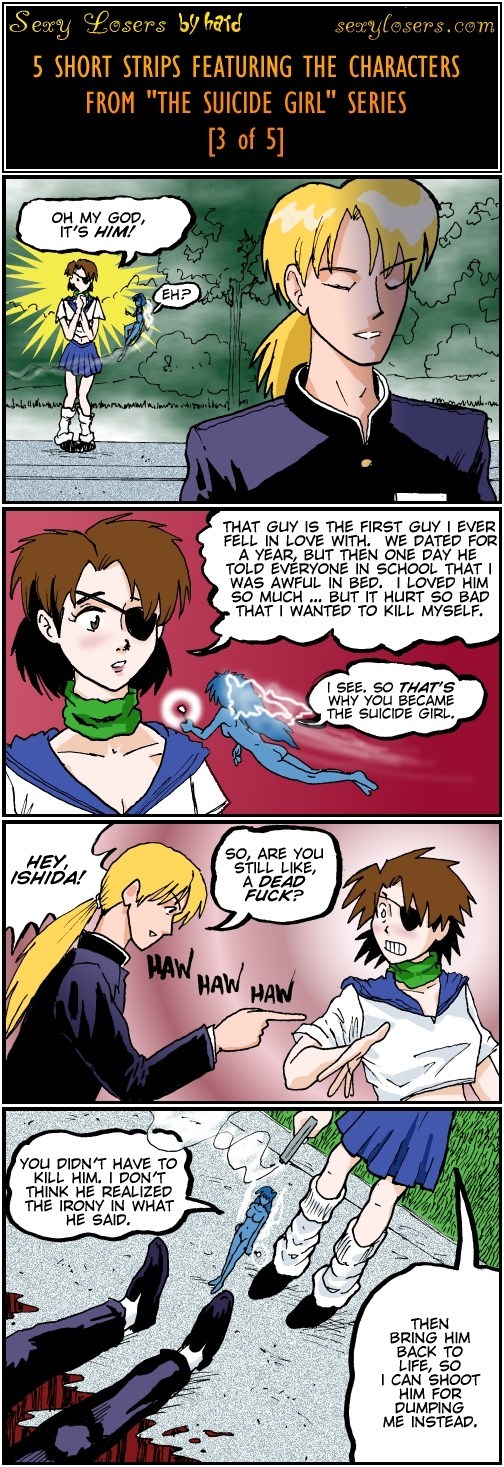 Sexy Losers by hard
sexylosers.com
5 SHORT STRIPS FEATURING THE CHARACTERS
FROM "THE SUICIDE GIRL" SERIES
[3 of 5]
OH MY GOD,
IT'S HIM!
EH?
THAT GUY IS THE FIRST GUY I EVER
FELL IN LOVE WITH. WE DATED FOR
A YEAR, BUT THEN ONE DAY HE
TOLD EVERYONE IN SCHOOL THAT I
WAS AWFUL IN BED. I LOVED HIM
SO MUCH ... BUT IT HURT SO BAD
THAT I WANTED TO KILL MYSELF.
I SEE. SO THAT'S
WHY YOU BECAME
THE SUICIDE GIRL.
HEY,
ISHIDA!
SO, ARE YOU
STILL LIKE,
A DEAD
FUCK?
HAW HAW HAW
YOU DIDN'T HAVE TO
KILL HIM. I DON'T
THINK HE REALIZED
THE IRONY IN WHAT
HE SAID.
THEN
BRING HIM
BACK TO
LIFE, SO
I CAN SHOOT
HIM FOR
DUMPING
ME INSTEAD.